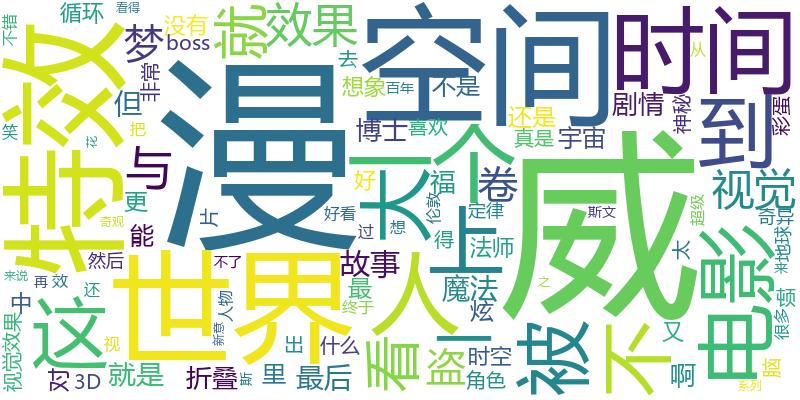 不错
循环
看得
没有
梦
boss
就
效果
空间
时间
特效
但
非常
去
不是
想象
百年
剧情
从
神秘
彩蛋
笑
花
把
漫
与
博士
喜欢
还是
真是
宇宙
到
个
大
福
卷
好
威
视觉
更
能
片
好看
伦敦
定律
斯文
超级
奇观
过
想
得
法师
上
太
来
地球
然后
不了
故事
魔法
最
终于
炫
电影
很多
烦
来说
再
效
还
中
这
世界
人
不
被
又
啊
脑
视觉效果
对
3D
视
就是
新意
人物
斯
折叠
出
里
什么
最后
看
盗
一
时空
角色
之
系列